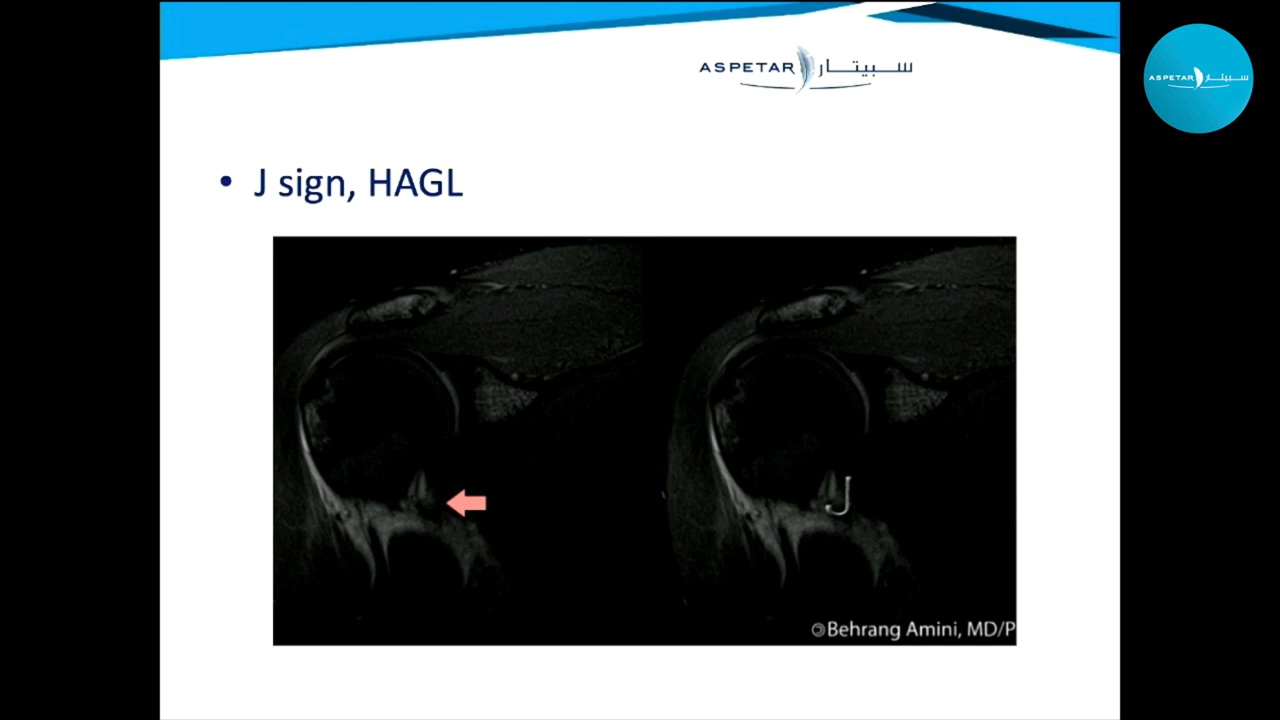 ASPETAR سبيتار
ASPETAR سبيتار
• J sign, HAGL
J
©Behrang Amini, MD/P